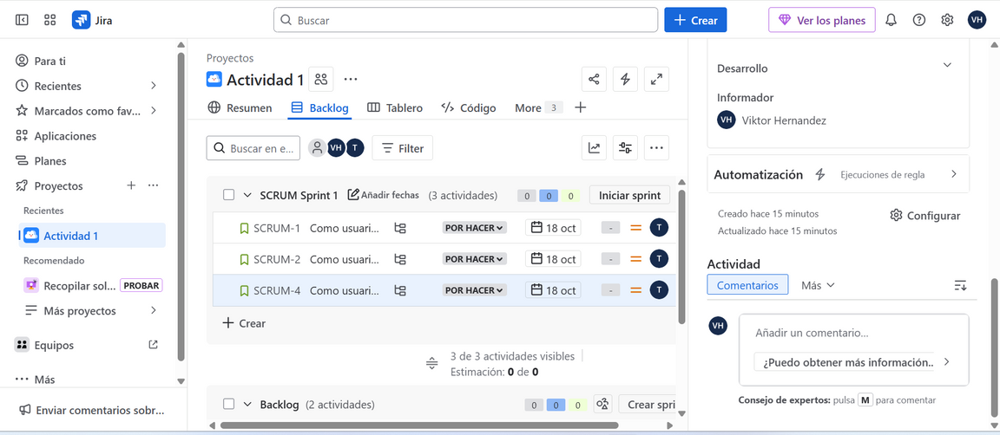 Jira
Buscar
Crear
Ver los planes
VH
Para ti
Recientes
Marcados como fav...
Aplicaciones
Planes
Proyectos
Recientes
Actividad 1
Recomendado
Recopilar sol... PROBAR
Más proyectos
Equipos
Más
Enviar comentarios sobr...
Proyectos
Actividad 1
Resumen Backlog Tablero Código More 3
Buscar en e... VH T Filter
SCRUM Sprint 1 Añadir fechas (3 actividades) 0 0 0 Iniciar sprint
SCRUM-1 Como usuari... POR HACER 18 oct - T
SCRUM-2 Como usuari... POR HACER 18 oct - T
SCRUM-4 Como usuari... POR HACER 18 oct - T
Crear
3 de 3 actividades visibles
Estimación: 0 de 0
Backlog (2 actividades) 0 0 0 Crear spri
Desarrollo
Informador
VH Viktor Hernandez
Automatización Ejecuciones de regla
Creado hace 15 minutos
Configurar
Actualizado hace 15 minutos
Actividad
Comentarios Más
VH Añadir un comentario...
¿Puedo obtener más información..
Consejo de expertos: pulsa M para comentar